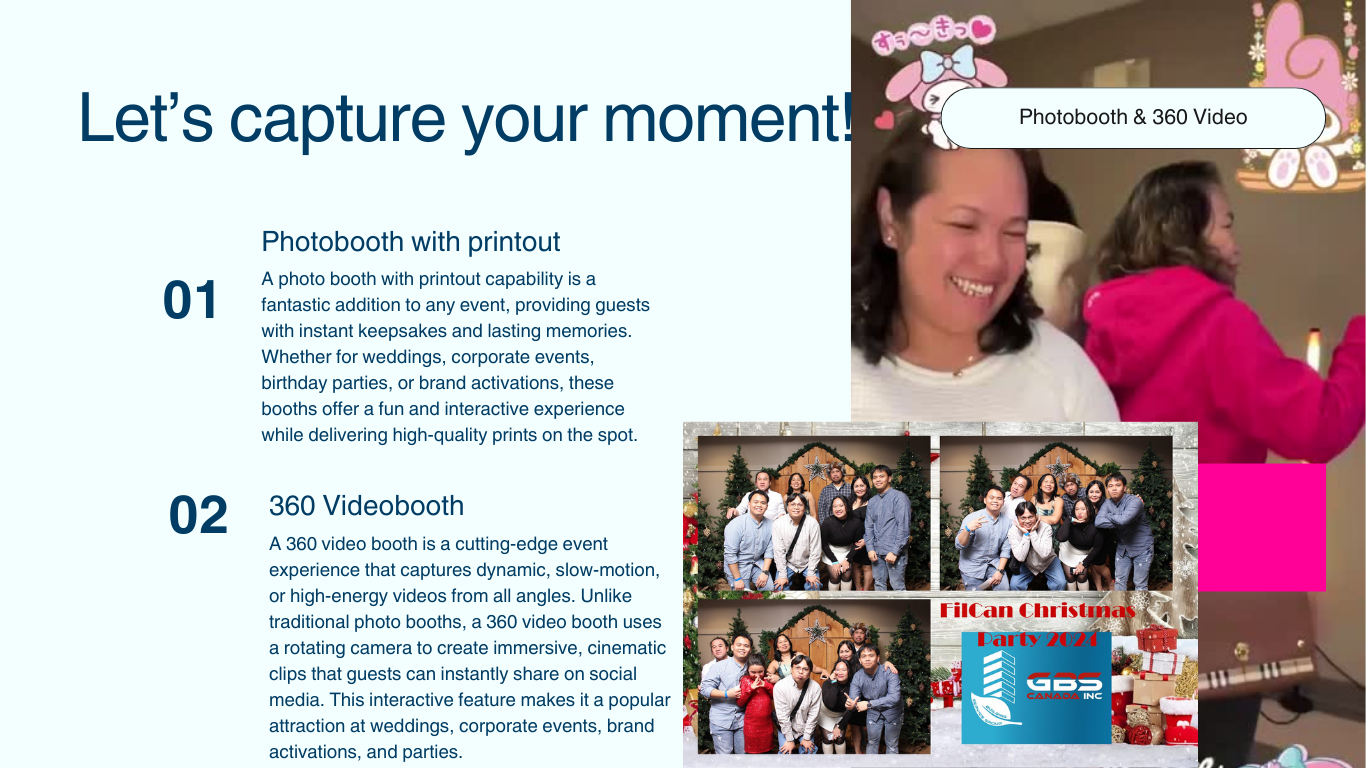 Let’s capture your moment!
すぅ〜きっ
Photobooth & 360 Video
Photobooth with printout
01
A photo booth with printout capability is a
fantastic addition to any event, providing guests
with instant keepsakes and lasting memories.
Whether for weddings, corporate events,
birthday parties, or brand activations, these
booths offer a fun and interactive experience
while delivering high-quality prints on the spot.
02
360 Videobooth
A 360 video booth is a cutting-edge event
experience that captures dynamic, slow-motion,
or high-energy videos from all angles. Unlike
traditional photo booths, a 360 video booth uses
a rotating camera to create immersive, cinematic
clips that guests can instantly share on social
media. This interactive feature makes it a popular
attraction at weddings, corporate events, brand
activations, and parties.
FilCan Christmas
Party 2024
GBS
CANADA INC